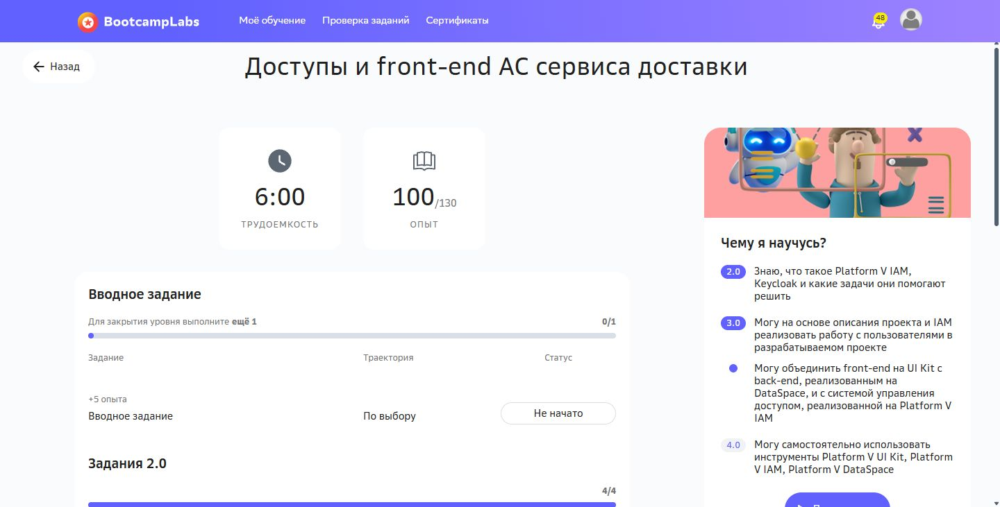 BootcampLabs
Моё обучение
Проверка заданий
Сертификаты
48
Назад
Доступы и front-end АС сервиса доставки
6:00
ТРУДОЕМКОСТЬ
100/130
ОПЫТ
Вводное задание
Для закрытия уровня выполните ещё 1
0/1
Задание
Траектория
Статус
+5 опыта
Вводное задание
По выбору
Не начато
Задания 2.0
4/4
Чему я научусь?
2.0
Знаю, что такое Platform V IAM,
Keycloak и какие задачи они помогают
решить
3.0
Могу на основе описания проекта и IAM
реализовать работу с пользователями в
разрабатываемом проекте
Могу объединить front-end на UI Kit с
back-end, реализованным на
DataSpace, и с системой управления
доступом, реализованной на Platform V
IAM
4.0
Могу самостоятельно использовать
инструменты Platform V UI Kit, Platform
V IAM, Platform V DataSpace